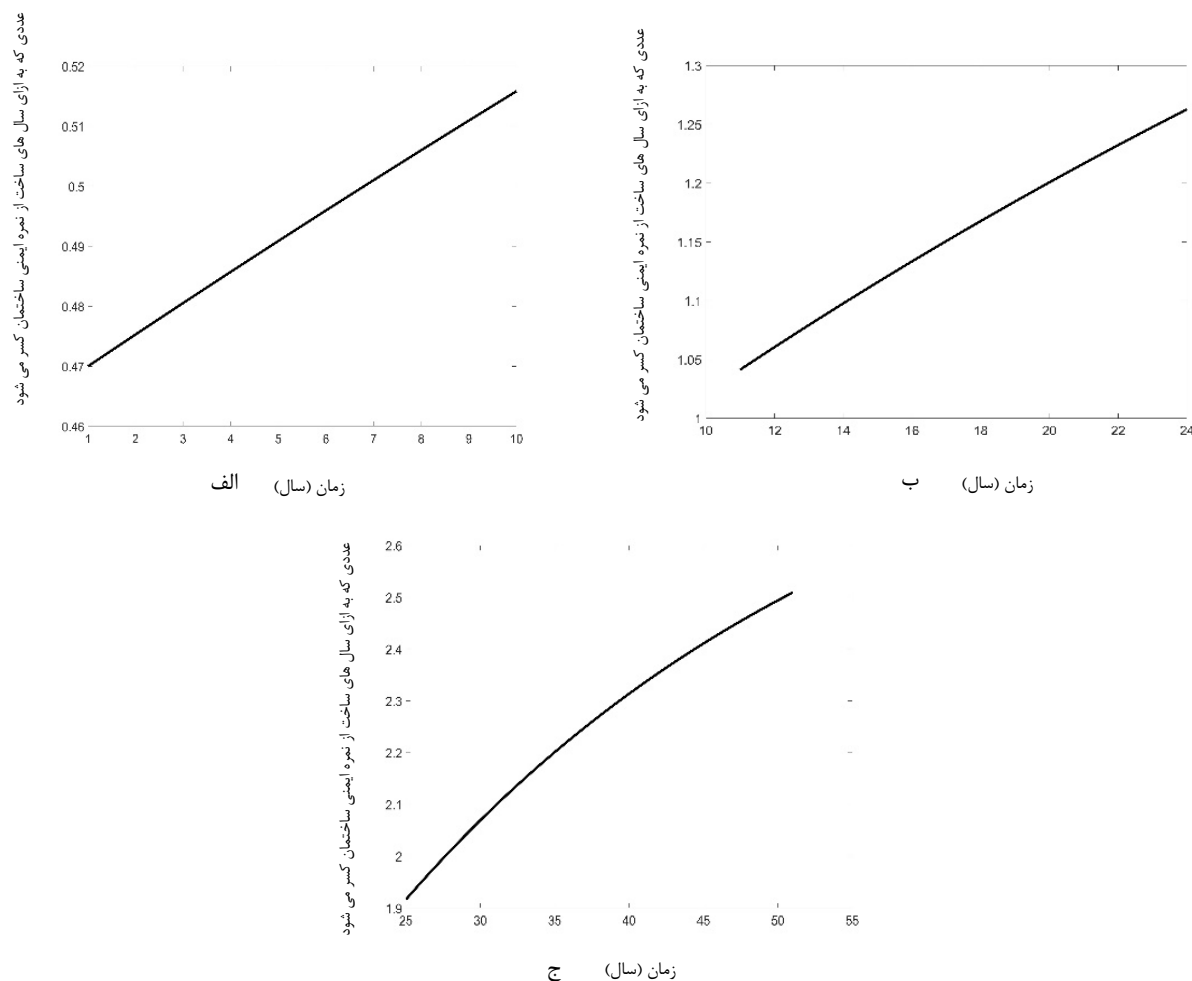 عددی که به ازای سال های ساخت از نمره ایمنی ساختمان کسر می شود
0.52
0.51
0.5
0.49
0.48
0.47
0.46
1 2 3 4 5 6 7 8 9 10
زمان (سال) الف
عددی که به ازای سال های ساخت از نمره ایمنی ساختمان کسر می شود
1.3
1.25
1.2
1.15
1.1
1.05
1
10 12 14 16 18 20 22 24
زمان (سال) ب
عددی که به ازای سال های ساخت از نمره ایمنی ساختمان کسر می شود
2.6
2.5
2.4
2.3
2.2
2.1
2
1.9
25 30 35 40 45 50 55
زمان (سال) ج